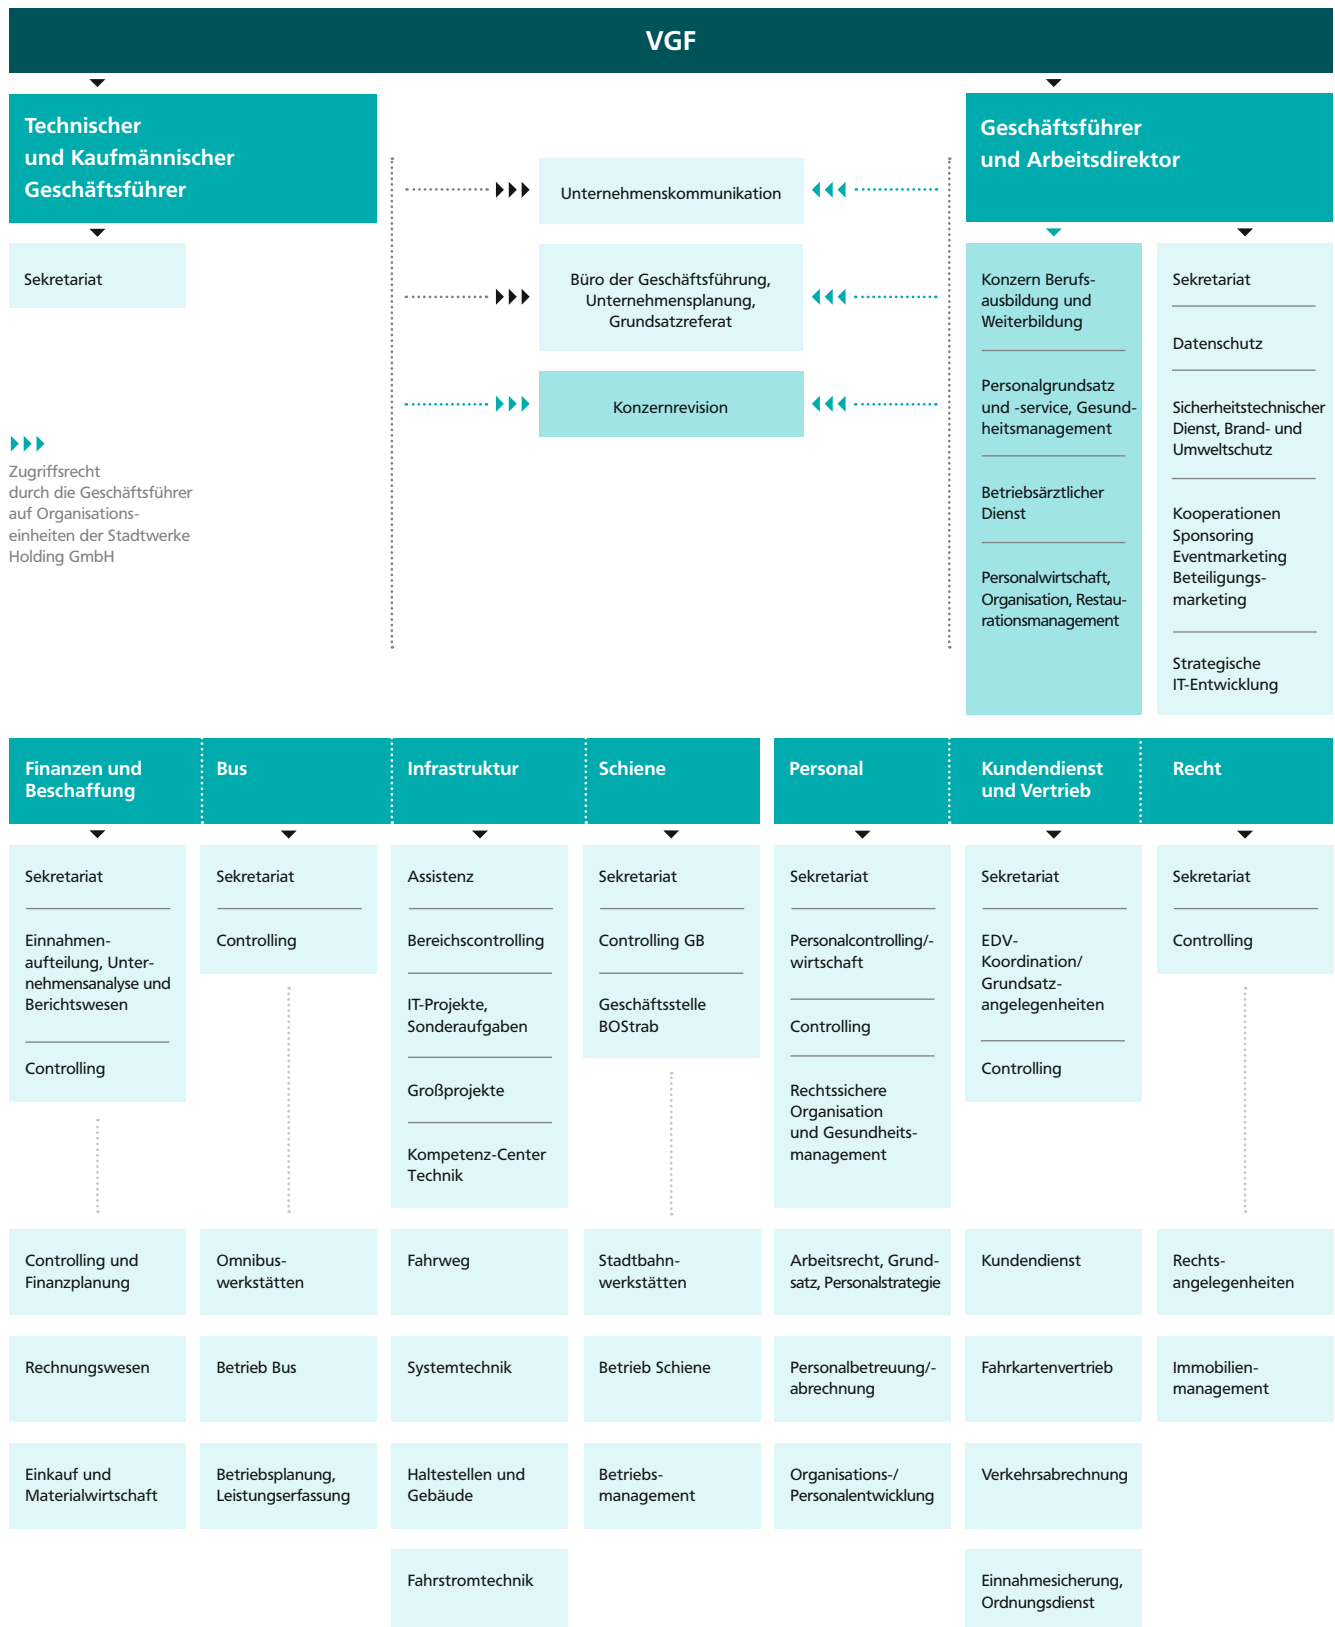 VGF
Technischer
und Kaufmännischer
Geschäftsführer
Sekretariat
Unternehmenskommunikation
Büro der Geschäftsführung,
Unternehmensplanung,
Grundsatzreferat
Konzernrevision
Geschäftsführer
und Arbeitsdirektor
Konzern Berufs-
ausbildung und
Weiterbildung
Personalgrundsatz
und -service, Gesund-
heitsmanagement
Betriebsärztlicher
Dienst
Personalwirtschaft,
Organisation, Restau-
rationsmanagement
Sekretariat
Datenschutz
Sicherheitstechnischer
Dienst, Brand- und
Umweltschutz
Kooperationen
Sponsoring
Eventmarketing
Beteiligungs-
marketing
Strategische
IT-Entwicklung
Zugriffsrecht
durch die Geschäftsführer
auf Organisations-
einheiten der Stadtwerke
Holding GmbH
Finanzen und
Beschaffung
Sekretariat
Einnahmen-
aufteilung, Unter-
nehmensanalyse und
Berichtswesen
Controlling
Controlling und
Finanzplanung
Rechnungswesen
Einkauf und
Materialwirtschaft
Bus
Sekretariat
Controlling
Omnibus-
werkstätten
Betrieb Bus
Betriebsplanung,
Leistungserfassung
Infrastruktur
Assistenz
Bereichscontrolling
IT-Projekte,
Sonderaufgaben
Großprojekte
Kompetenz-Center
Technik
Fahrweg
Systemtechnik
Haltestellen und
Gebäude
Fahrstromtechnik
Schiene
Sekretariat
Controlling GB
Geschäftsstelle
BOStrab
Stadtbahn-
werkstätten
Betrieb Schiene
Betriebs-
management
Personal
Sekretariat
Personalcontrolling/-
wirtschaft
Controlling
Rechtssichere
Organisation
und Gesundheits-
management
Arbeitsrecht, Grund-
satz, Personalstrategie
Personalbetreuung/-
abrechnung
Organisations-/
Personalentwicklung
Kundendienst
und Vertrieb
Sekretariat
EDV-
Koordination/
Grundsatz-
angelegenheiten
Controlling
Kundendienst
Fahrkartenvertrieb
Verkehrsabrechnung
Einnahmesicherung,
Ordnungsdienst
Recht
Sekretariat
Controlling
Rechts-
angelegenheiten
Immobilien-
management